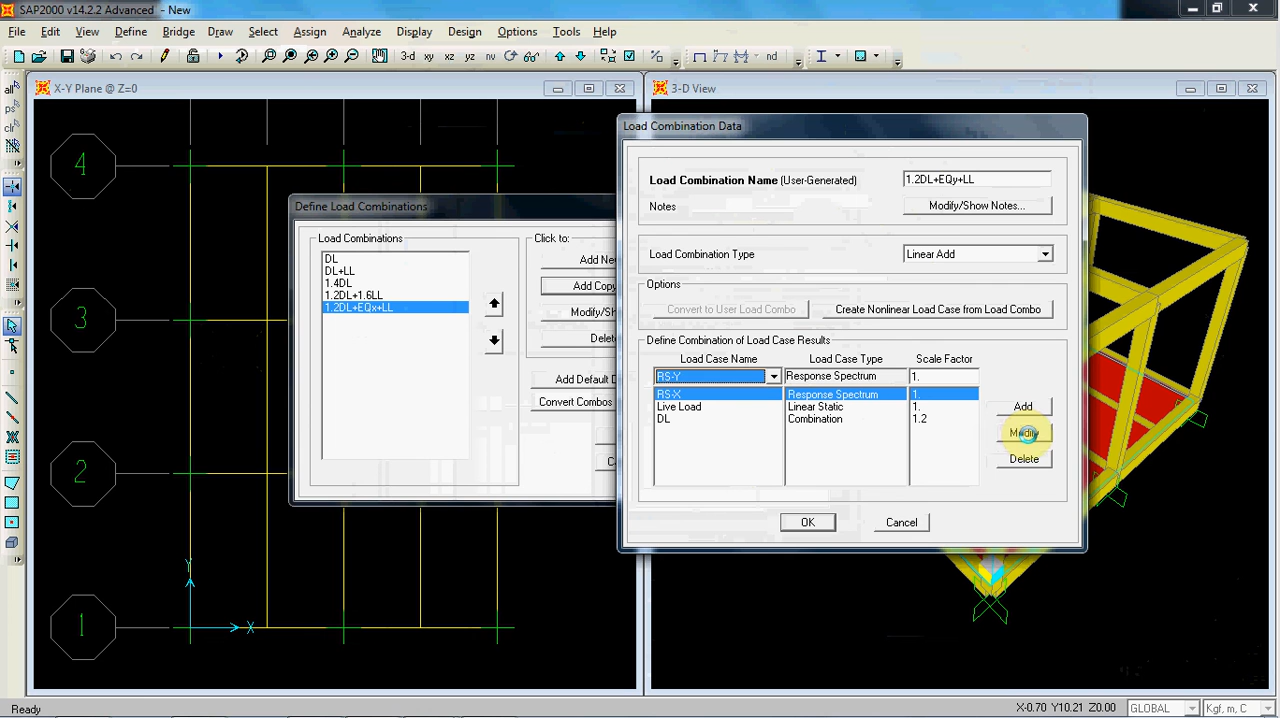 SAP2000 v14.2.2 Advanced - New
File Edit View Define Bridge Draw Select Assign Analyze Display Design Options Tools Help
3-d xy xz yz nv nd
all
ps
clr
X-Y Plane @ Z=0
4
3
2
1
Y
X
3-D View
Define Load Combinations
Load Combinations
DL
DL+LL
1.4DL
1.2DL+1.6LL
1.2DL+EQx+LL
Click to:
Add Ne
Add Copy
Modify/Sh
Delet
Add Default D
Convert Combos
Load Combination Data
Load Combination Name (User-Generated) 1.2DL+EQy+LL
Notes Modify/Show Notes...
Load Combination Type Linear Add
Options
Convert to User Load Combo Create Nonlinear Load Case from Load Combo
Define Combination of Load Case Results
Load Case Name Load Case Type Scale Factor
RS-Y Response Spectrum 1.
RS-X Response Spectrum 1.
Live Load Linear Static 1.
DL Combination 1.2
Add
Modify
Delete
OK Cancel
Ready X-0.70 Y10.21 Z0.00 GLOBAL Kgf, m, C